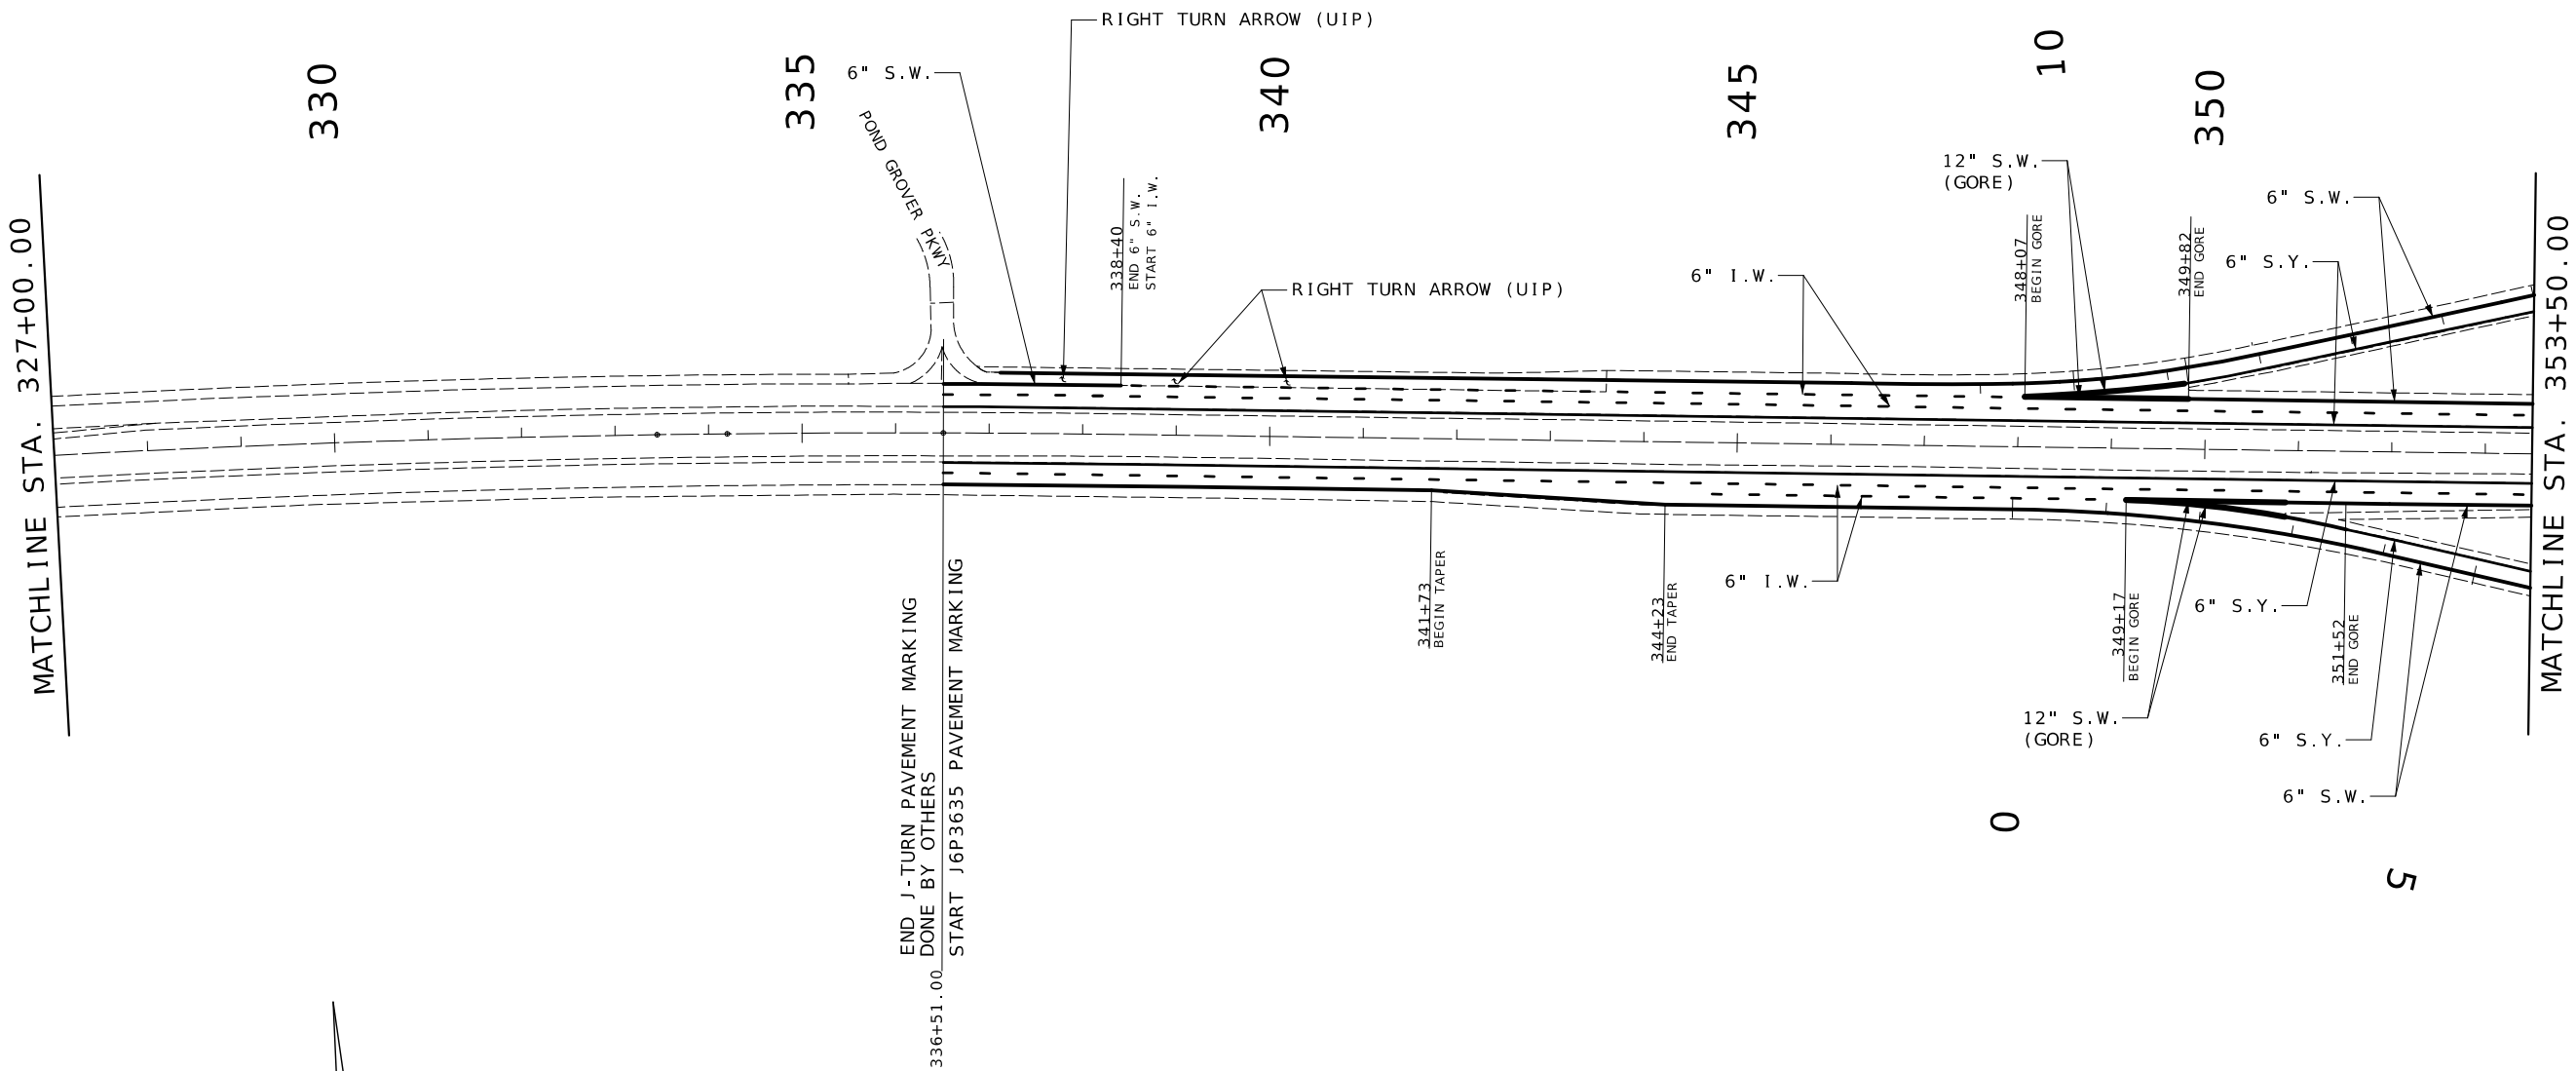 RIGHT TURN ARROW (UIP)
330
335
6" S.W.
340
345
10
350
POND GROVER PKWY
12" S.W.
(GORE)
6" S.W.
338+40
END 6" S.W.
START 6" I.W.
348+07
BEGIN GORE
349+82
END GORE
6" S.Y.
6" I.W.
RIGHT TURN ARROW (UIP)
MATCHLINE STA. 327+00.00
MATCHLINE STA. 353+50.00
341+73
BEGIN TAPER
344+23
END TAPER
6" I.W.
349+17
BEGIN GORE
6" S.Y.
351+52
END GORE
12" S.W.
(GORE)
6" S.Y.
6" S.W.
END J-TURN PAVEMENT MARKING
DONE BY OTHERS
START J6P3635 PAVEMENT MARKING
336+51.00
0
5